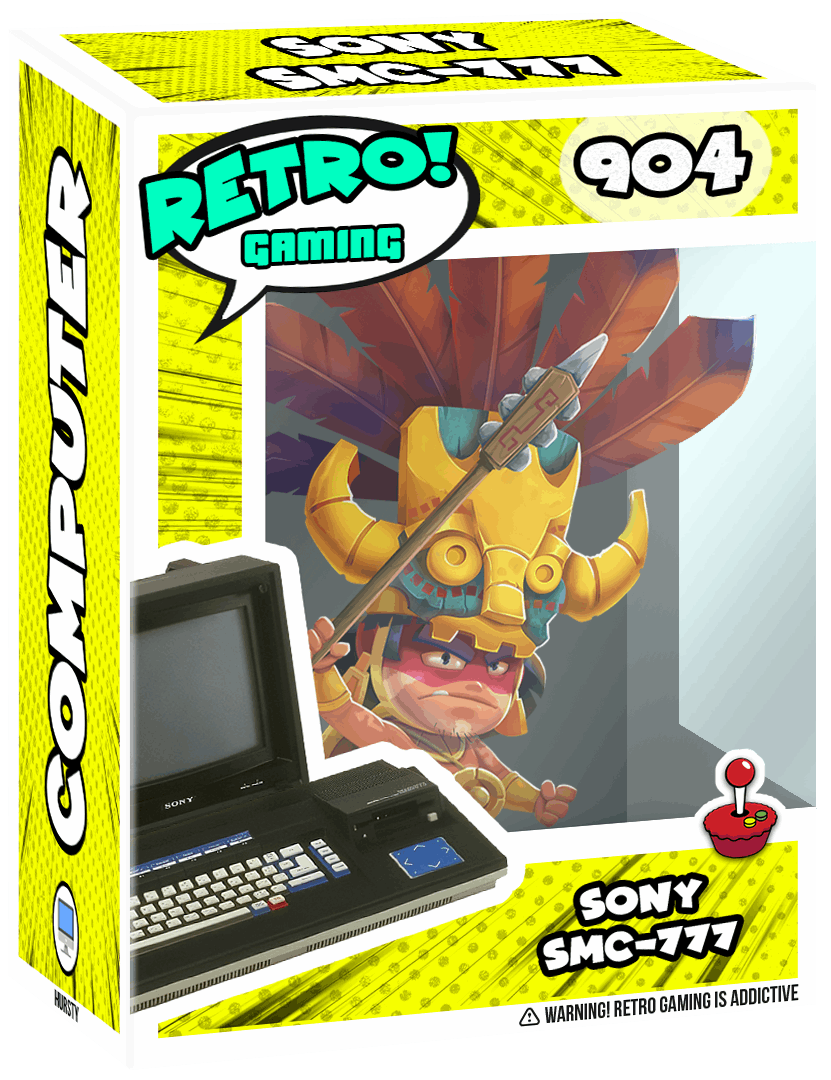 SONY
SMC-777
RETRO!
GAMING
904
COMPUTER
SONY
SONY
SMC-777
HURSTY
WARNING! RETRO GAMING IS ADDICTIVE